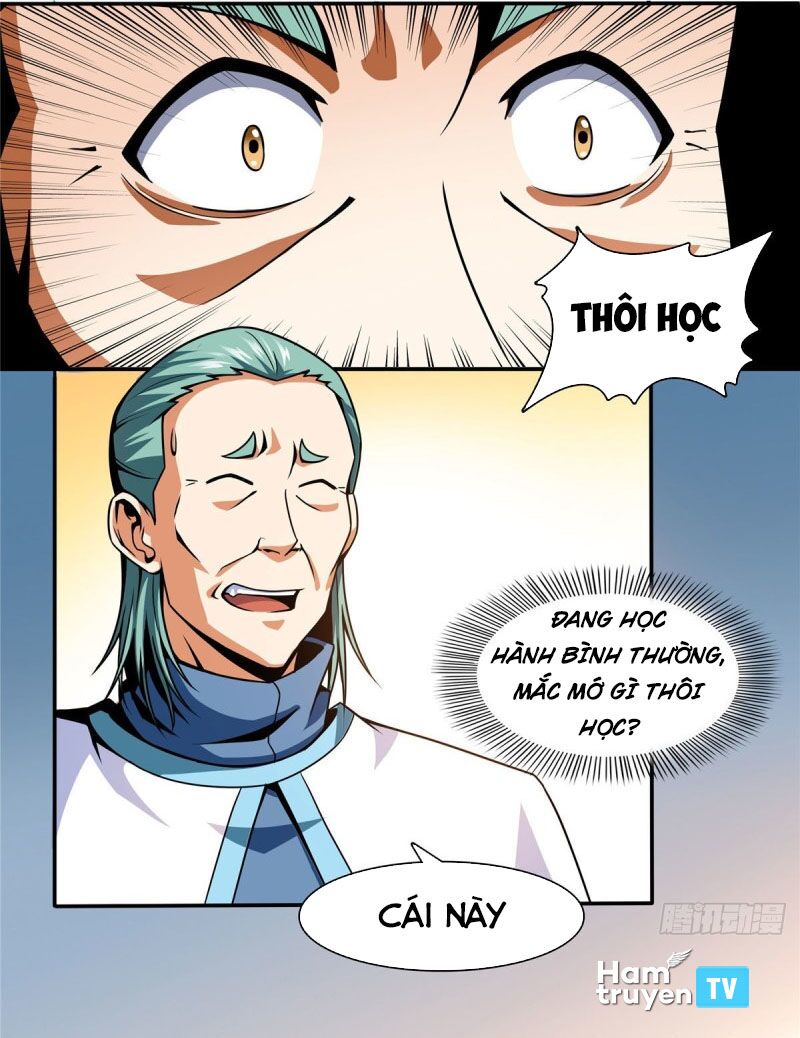 THÔI HỌC
ĐANG HỌC
HÀNH BÌNH THƯỜNG,
MẮC MỚ GÌ THÔI
HỌC?
CÁI NÀY
腾讯动漫
Ham
truyen TV